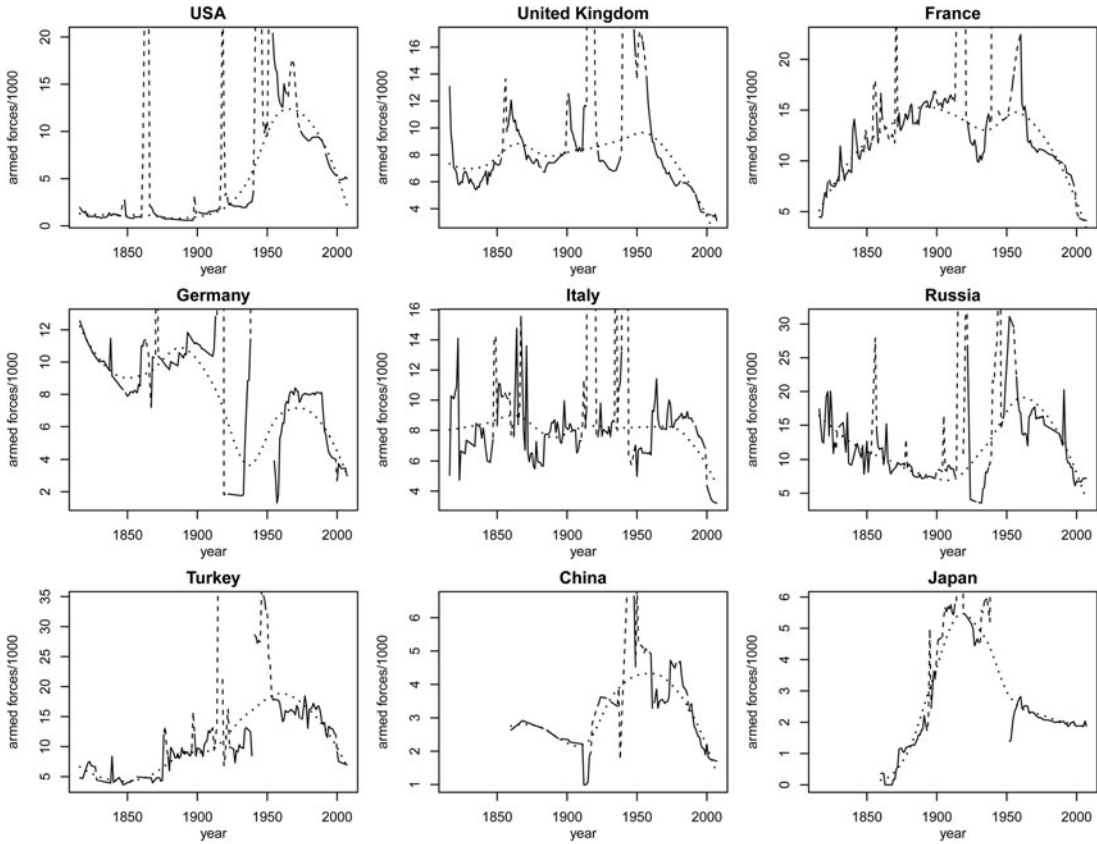 USA
United Kingdom
France
armed forces/1000
0 5 10 15 20
armed forces/1000
4 6 8 10 12 14 16
armed forces/1000
5 10 15 20
1850 1900 1950 2000
1850 1900 1950 2000
1850 1900 1950 2000
year
year
year
Germany
Italy
Russia
armed forces/1000
2 4 6 8 10 12
armed forces/1000
4 6 8 10 12 14 16
armed forces/1000
5 10 15 20 25 30
1850 1900 1950 2000
1850 1900 1950 2000
1850 1900 1950 2000
year
year
year
Turkey
China
Japan
armed forces/1000
5 10 15 20 25 30 35
armed forces/1000
1 2 3 4 5 6
armed forces/1000
0 1 2 3 4 5 6
1850 1900 1950 2000
1850 1900 1950 2000
1850 1900 1950 2000
year
year
year